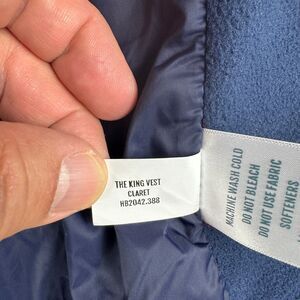 THE KING VEST
CLARET
HB2042.388
MACHINE WASH COLD
DO NOT BLEACH
DO NOT USE FABRIC
SOFTENERS